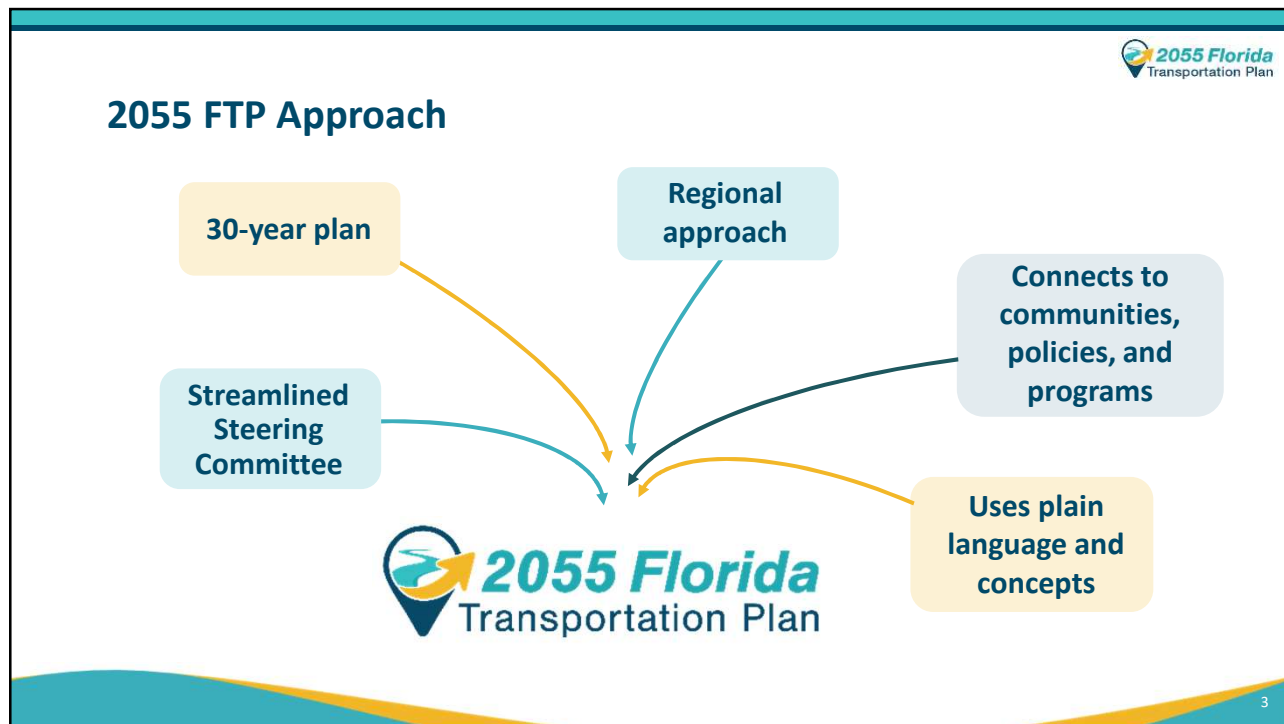 2055 Florida
Transportation Plan
2055 FTP Approach
30-year plan
Regional
approach
Connects to
communities,
policies, and
programs
Streamlined
Steering
Committee
Uses plain
language and
concepts
2055 Florida
Transportation Plan
3